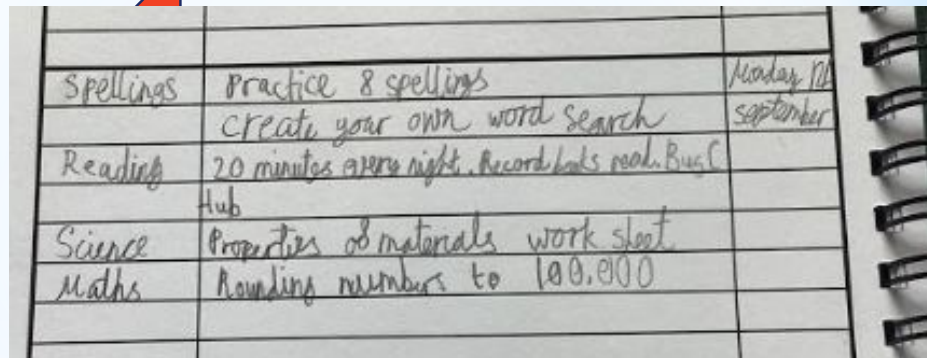 Spellings Practice 8 spellings Monday
create your own word search september
Reading 20 minutes every night. Record books read. Bug C
Hub
Science Properties of materials work sheet
Maths Rounding numbers to 100,000